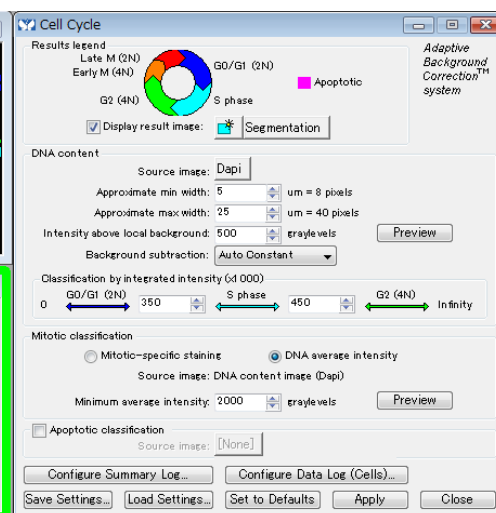 Cell Cycle
Results legend
Late M (2N)
Early M (4N)
G0/G1 (2N)
Apoptotic
G2 (4N)
S phase
Adaptive
Background
Correction™
system
Display result image: Segmentation
DNA content
Source image: Dapi
Approximate min width: 5 um = 8 pixels
Approximate max width: 25 um = 40 pixels
Intensity above local background: 500 graylevels Preview
Background subtraction: Auto Constant
Classification by integrated intensity (x1 000)
G0/G1 (2N) S phase G2 (4N)
0 350 450 Infinity
Mitotic classification
Mitotic-specific staining DNA average intensity
Source image: DNA content image (Dapi)
Minimum average intensity: 2000 graylevels Preview
Apoptotic classification
Source image: [None]
Configure Summary Log... Configure Data Log (Cells)...
Save Settings... Load Settings... Set to Defaults Apply Close